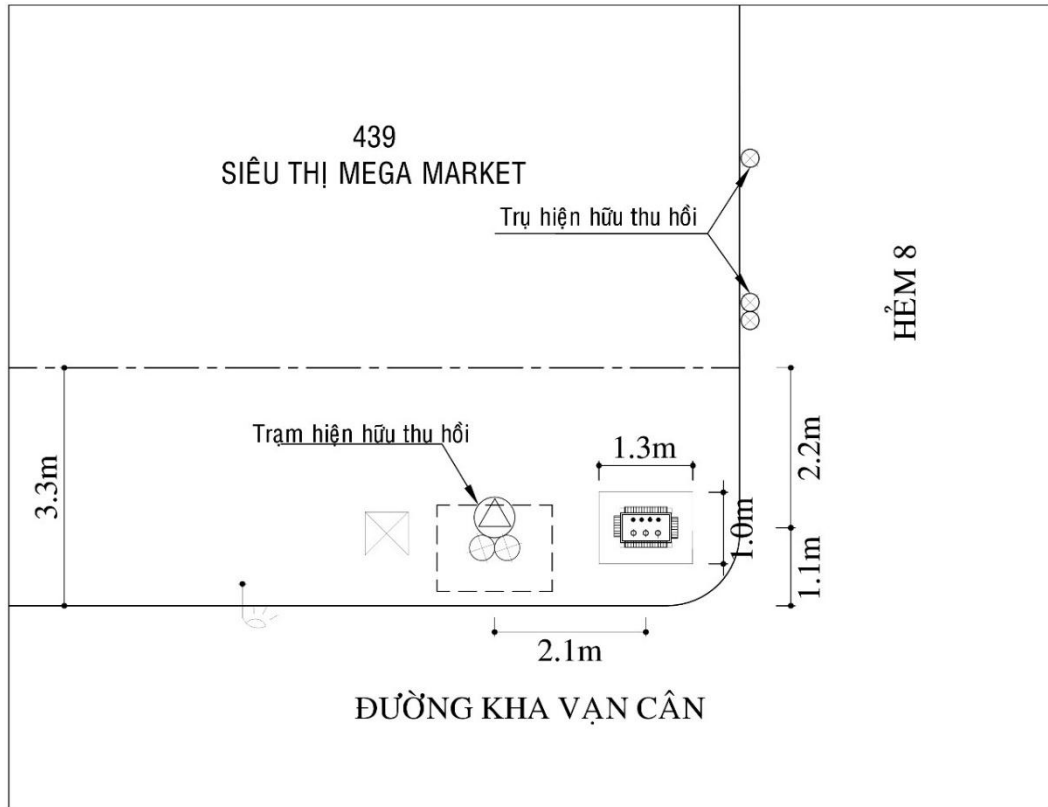 439
SIÊU THỊ MEGA MARKET
Trụ hiện hữu thu hồi
HẺM 8
Trạm hiện hữu thu hồi
1.3m
2.2m
3.3m
1.0m
1.1m
2.1m
ĐƯỜNG KHA VẠN CÂN